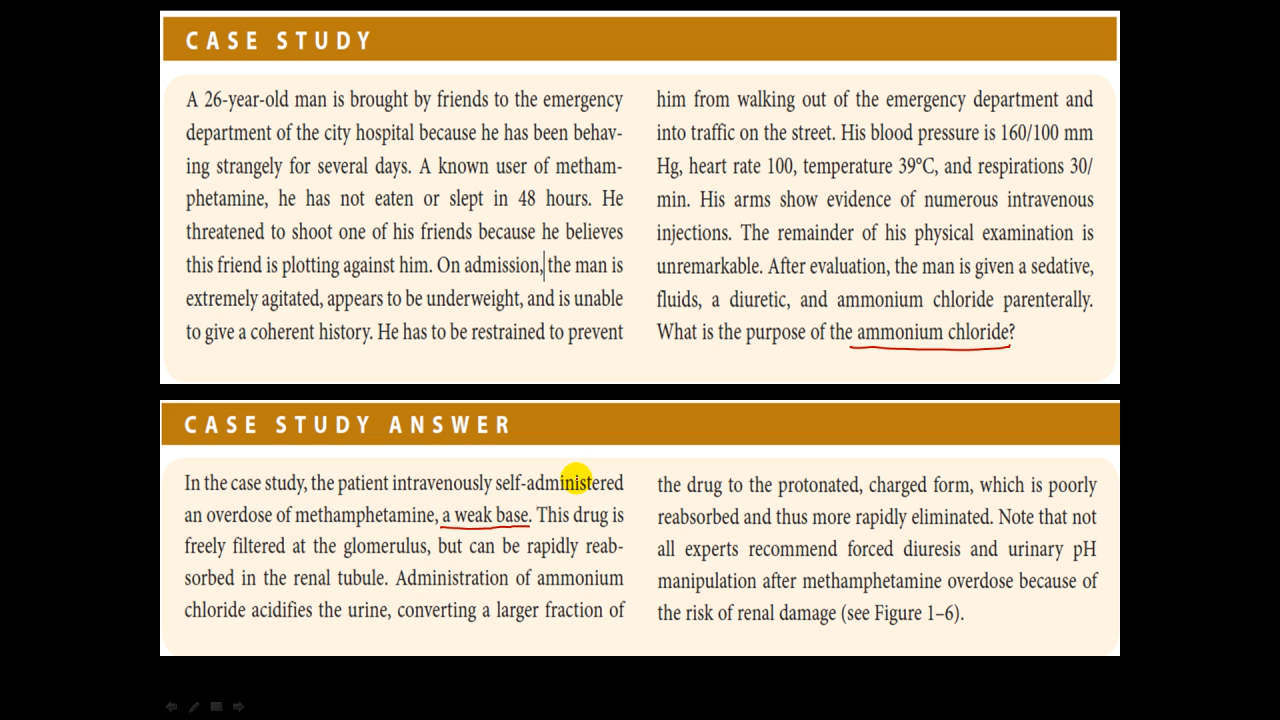 CASE STUDY
A 26-year-old man is brought by friends to the emergency
department of the city hospital because he has been behav-
ing strangely for several days. A known user of metham-
phetamine, he has not eaten or slept in 48 hours. He
threatened to shoot one of his friends because he believes
this friend is plotting against him. On admission, the man is
extremely agitated, appears to be underweight, and is unable
to give a coherent history. He has to be restrained to prevent
him from walking out of the emergency department and
into traffic on the street. His blood pressure is 160/100 mm
Hg, heart rate 100, temperature 39°C, and respirations 30/
min. His arms show evidence of numerous intravenous
injections. The remainder of his physical examination is
unremarkable. After evaluation, the man is given a sedative,
fluids, a diuretic, and ammonium chloride parenterally.
What is the purpose of the ammonium chloride?
CASE STUDY ANSWER
In the case study, the patient intravenously self-administered
an overdose of methamphetamine, a weak base. This drug is
freely filtered at the glomerulus, but can be rapidly reab-
sorbed in the renal tubule. Administration of ammonium
chloride acidifies the urine, converting a larger fraction of
the drug to the protonated, charged form, which is poorly
reabsorbed and thus more rapidly eliminated. Note that not
all experts recommend forced diuresis and urinary pH
manipulation after methamphetamine overdose because of
the risk of renal damage (see Figure 1–6).